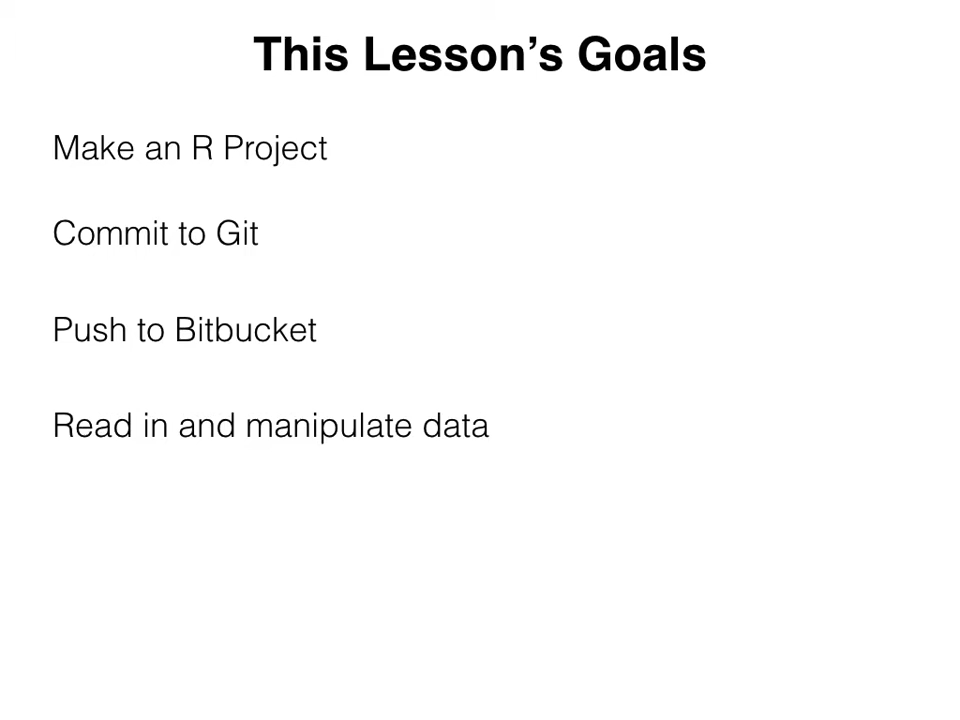 This Lesson’s Goals
Make an R Project
Commit to Git
Push to Bitbucket
Read in and manipulate data